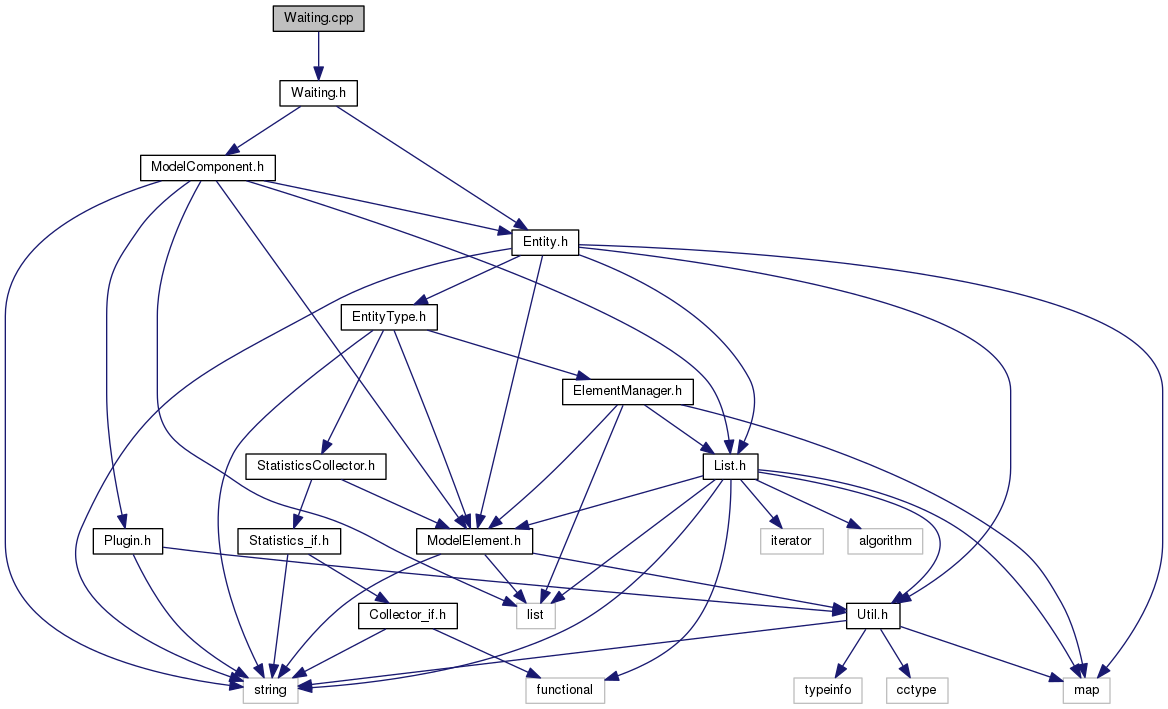 Waiting.cpp
Waiting.h
ModelComponent.h
Entity.h
EntityType.h
ElementManager.h
StatisticsCollector.h
List.h
Plugin.h
Statistics_if.h
ModelElement.h
iterator
algorithm
Collector_if.h
list
Util.h
string
functional
typeinfo
cctype
map